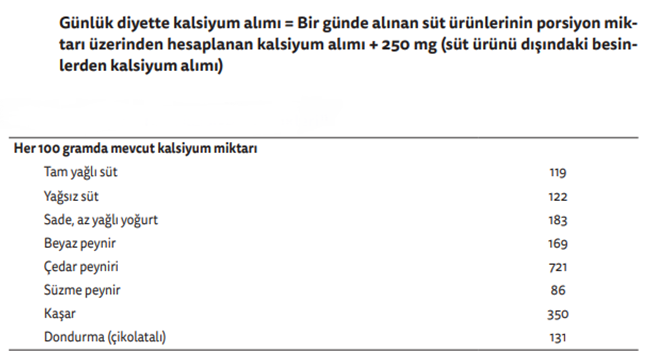 Günlük diyette kalsiyum alımı = Bir günde alınan süt ürünlerinin porsiyon mik-
tarı üzerinden hesaplanan kalsiyum alımı + 250 mg (süt ürünü dışındaki besin-
lerden kalsiyum alımı)
Her 100 gramda mevcut kalsiyum miktarı
Tam yağlı süt 119
Yağsız süt 122
Sade, az yağlı yoğurt 183
Beyaz peynir 169
Çedar peyniri 721
Süzme peynir 86
Kaşar 350
Dondurma (çikolatalı) 131